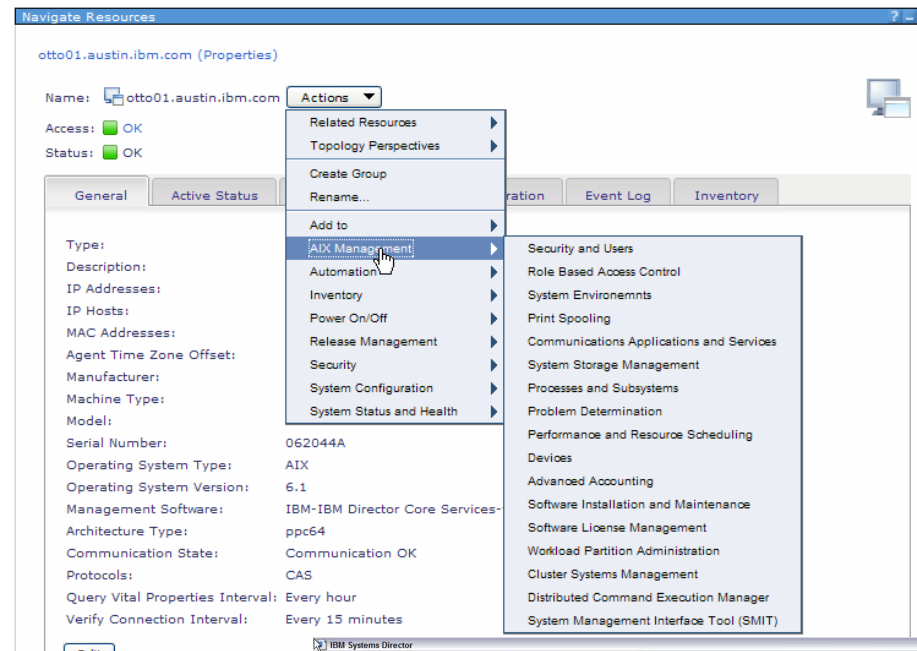 Navigate Resources ? –
otto01.austin.ibm.com (Properties)
Name: otto01.austin.ibm.com Actions
Access: OK
Status: OK
General Active Status ration Event Log Inventory
Related Resources
Topology Perspectives
Create Group
Rename...
Add to
AIX Management
Automation
Inventory
Power On/Off
Release Management
Security
System Configuration
System Status and Health
Security and Users
Role Based Access Control
System Environemnts
Print Spooling
Communications Applications and Services
System Storage Management
Processes and Subsystems
Problem Determination
Performance and Resource Scheduling
Devices
Advanced Accounting
Software Installation and Maintenance
Software License Management
Workload Partition Administration
Cluster Systems Management
Distributed Command Execution Manager
System Management Interface Tool (SMIT)
Type:
Description:
IP Addresses:
IP Hosts:
MAC Addresses:
Agent Time Zone Offset:
Manufacturer:
Machine Type:
Model:
Serial Number: 062044A
Operating System Type: AIX
Operating System Version: 6.1
Management Software: IBM-IBM Director Core Services-
Architecture Type: ppc64
Communication State: Communication OK
Protocols: CAS
Query Vital Properties Interval: Every hour
Verify Connection Interval: Every 15 minutes
IBM Systems Director